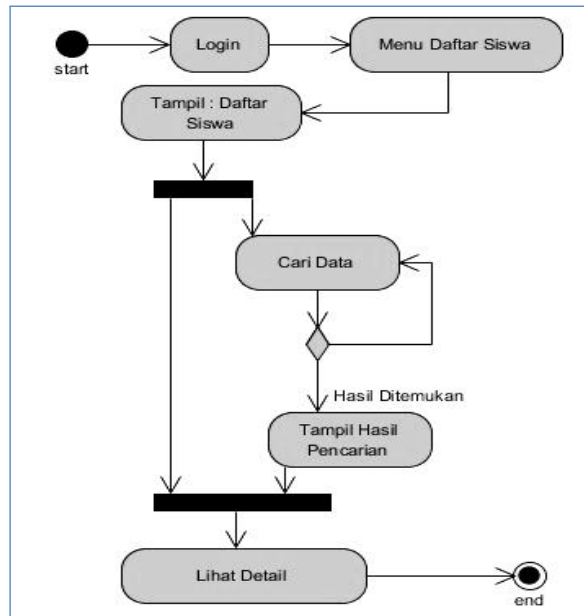 start
Login
Menu Daftar Siswa
Tampil : Daftar
Siswa
Cari Data
Hasil Ditemukan
Tampil Hasil
Pencarian
Lihat Detail
end